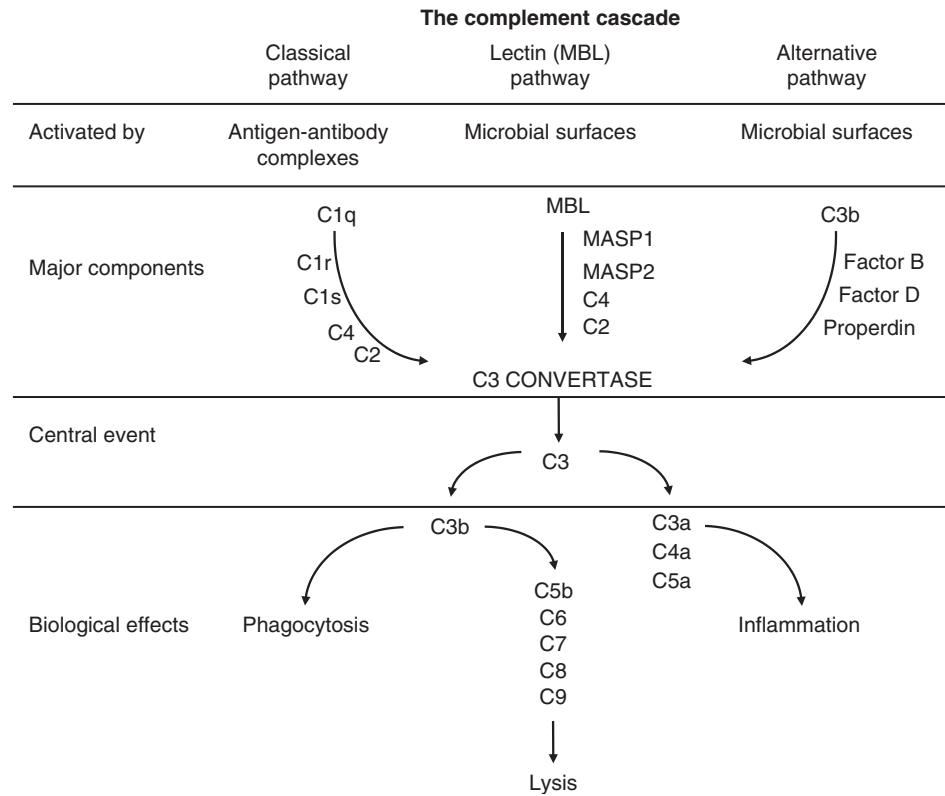 The complement cascade
Classical
pathway
Lectin (MBL)
pathway
Alternative
pathway
Activated by
Antigen-antibody
complexes
Microbial surfaces
Microbial surfaces
Major components
C1q
C1r
C1s
C4
C2
MBL
MASP1
MASP2
C4
C2
C3b
Factor B
Factor D
Properdin
C3 CONVERTASE
Central event
C3
Biological effects
C3b
C3a
C4a
C5a
Phagocytosis
C5b
C6
C7
C8
C9
Inflammation
Lysis